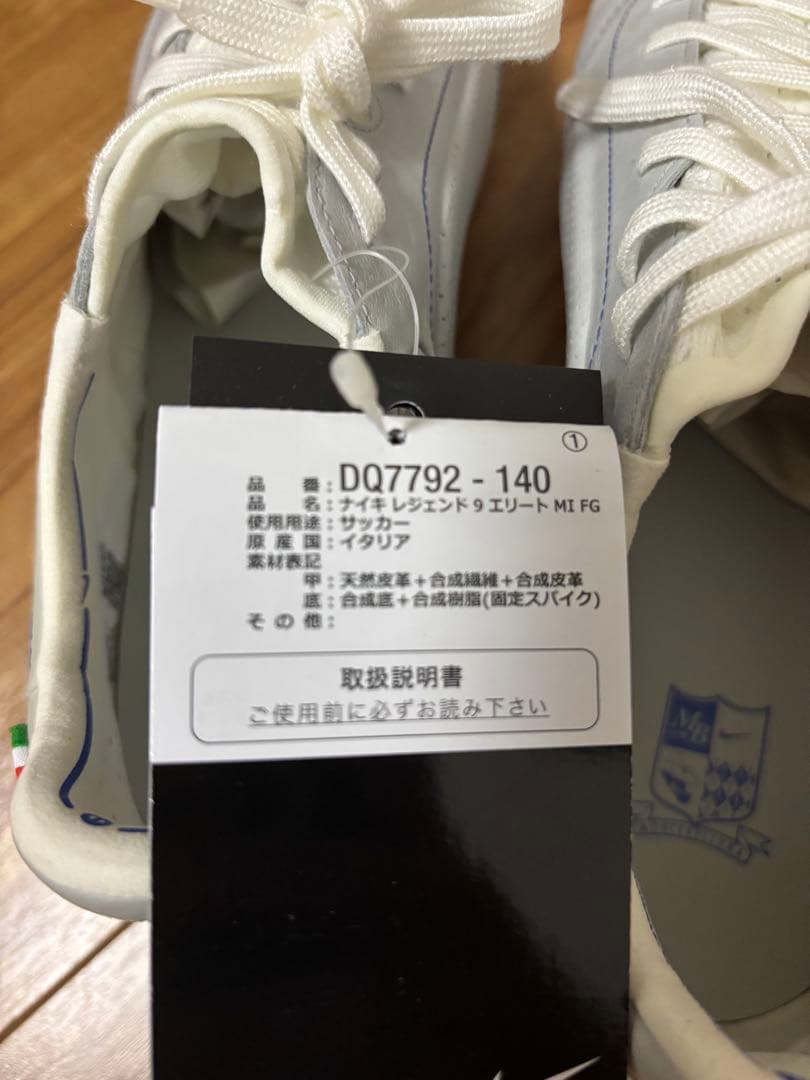 ①
品番：DQ7792 - 140
品名：ナイキ レジェンド 9 エリート MI FG
使用用途：サッカー
原産国：イタリア
素材表記
甲：天然皮革＋合成繊維＋合成皮革
底：合成底＋合成樹脂(固定スパイク)
その他：
取扱説明書
ご使用前に必ずお読み下さい
MB